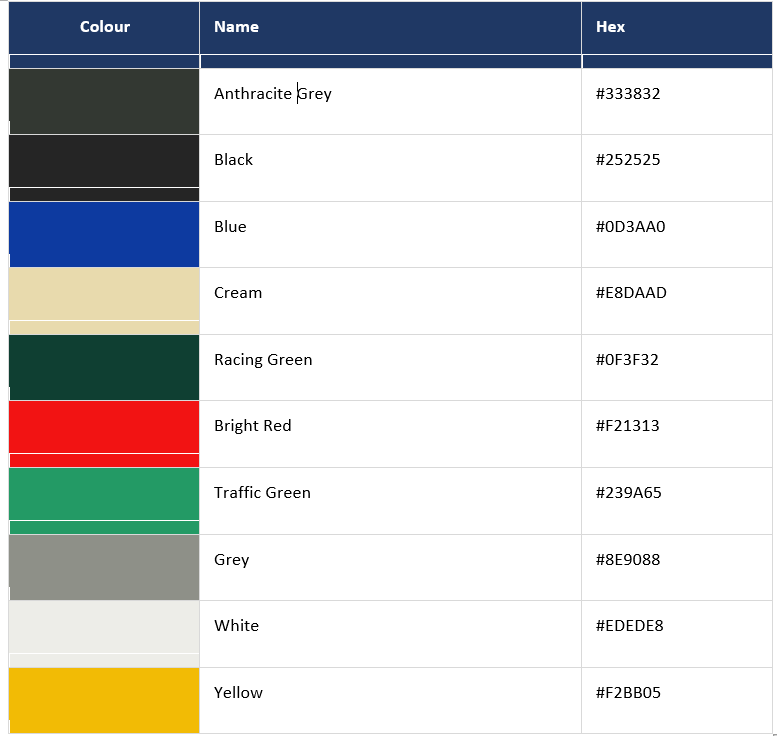 Colour Name Hex
Anthracite Grey #333832
Black #252525
Blue #0D3AA0
Cream #E8DAAD
Racing Green #0F3F32
Bright Red #F21313
Traffic Green #239A65
Grey #8E9088
White #EDEDE8
Yellow #F2BB05